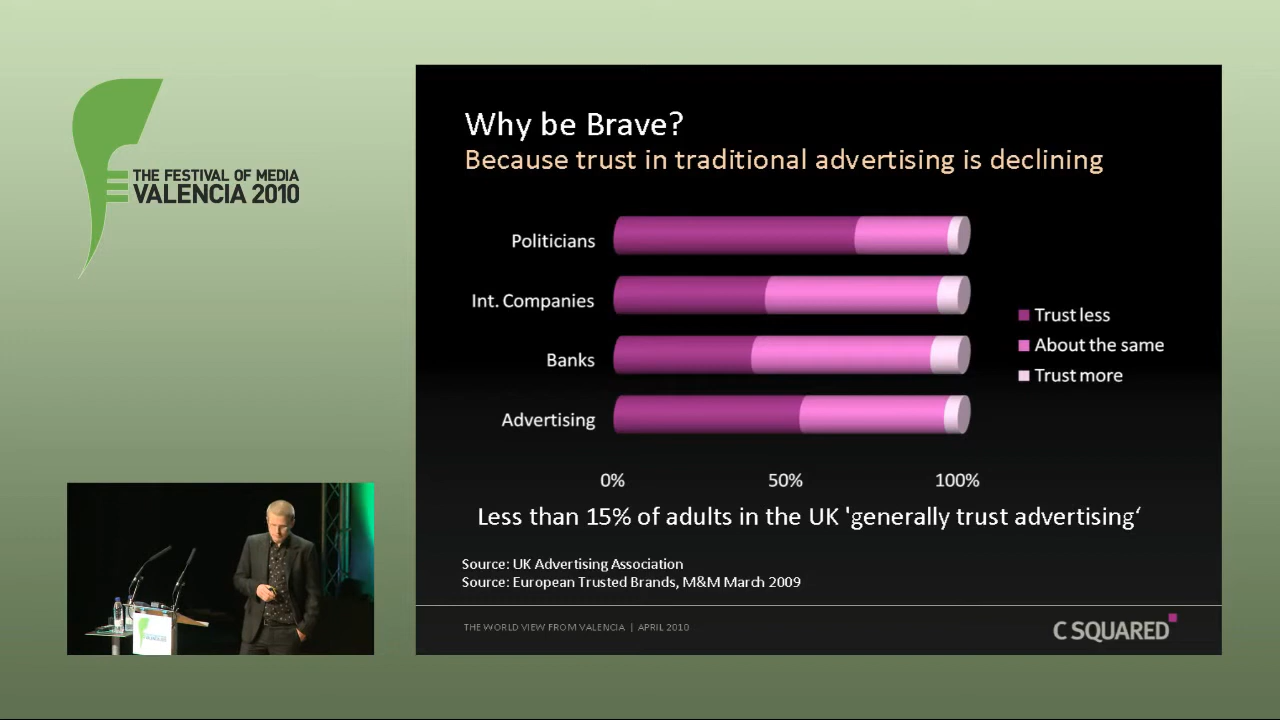 THE FESTIVAL OF MEDIA
VALENCIA 2010
Why be Brave?
Because trust in traditional advertising is declining
Politicians
Int. Companies
Banks
Advertising
0% 50% 100%
Trust less
About the same
Trust more
Less than 15% of adults in the UK 'generally trust advertising‘
Source: UK Advertising Association
Source: European Trusted Brands, M&M March 2009
THE WORLD VIEW FROM VALENCIA | APRIL 2010
C SQUARED